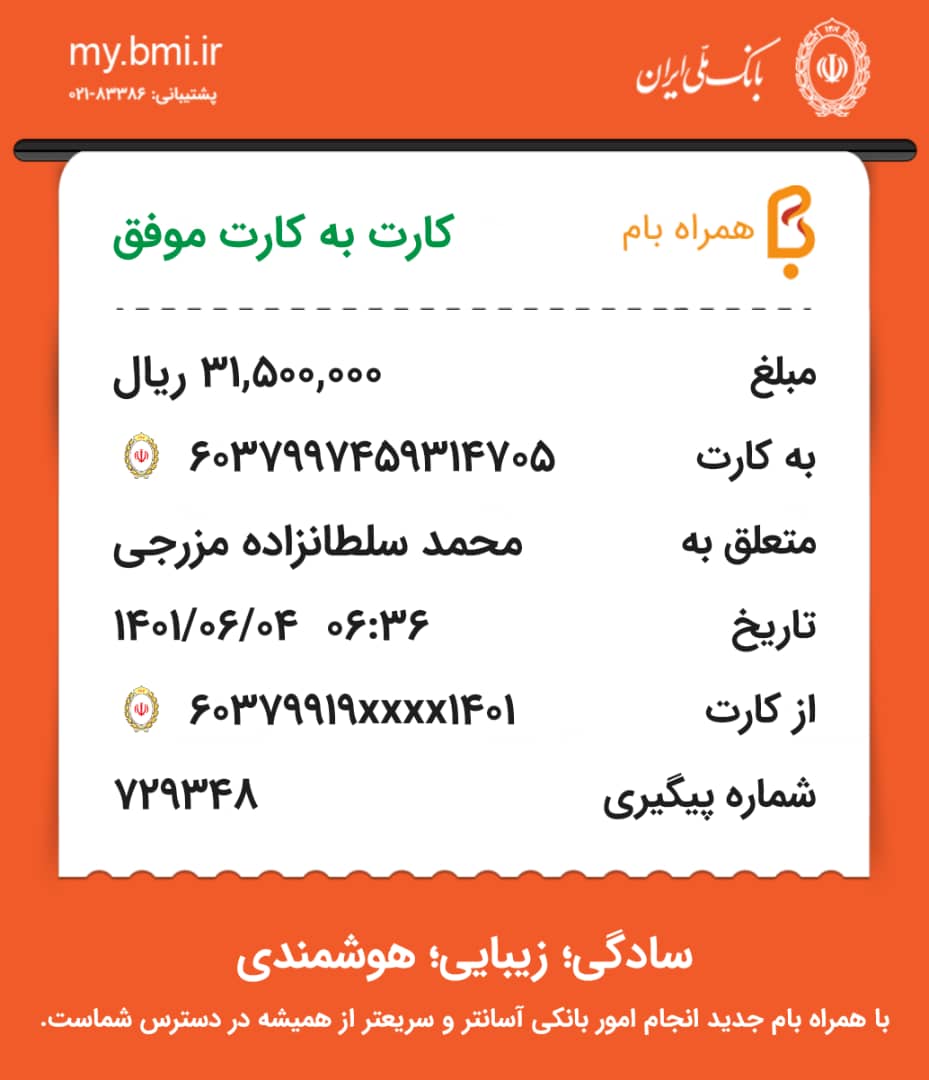 my.bmi.ir
پشتیبانی: ۸۳۳۸۶-۰۲۱
بانک ملی ایران
همراه بام
کارت به کارت موفق
مبلغ ۳۱,۵۰۰,۰۰۰ ریال
به کارت ۶۰۳۷۹۹۷۴۵۹۳۱۴۷۰۵
متعلق به محمد سلطانزاده مزرجی
تاریخ ۱۴۰۱/۰۶/۰۴ ۰۶:۳۶
از کارت ۶۰۳۷۹۹۱۹xxxx۱۴۰۱
شماره پیگیری ۷۲۹۳۴۸
سادگی؛ زیبایی؛ هوشمندی
با همراه بام جدید انجام امور بانکی آسانتر و سریعتر از همیشه در دسترس شماست.